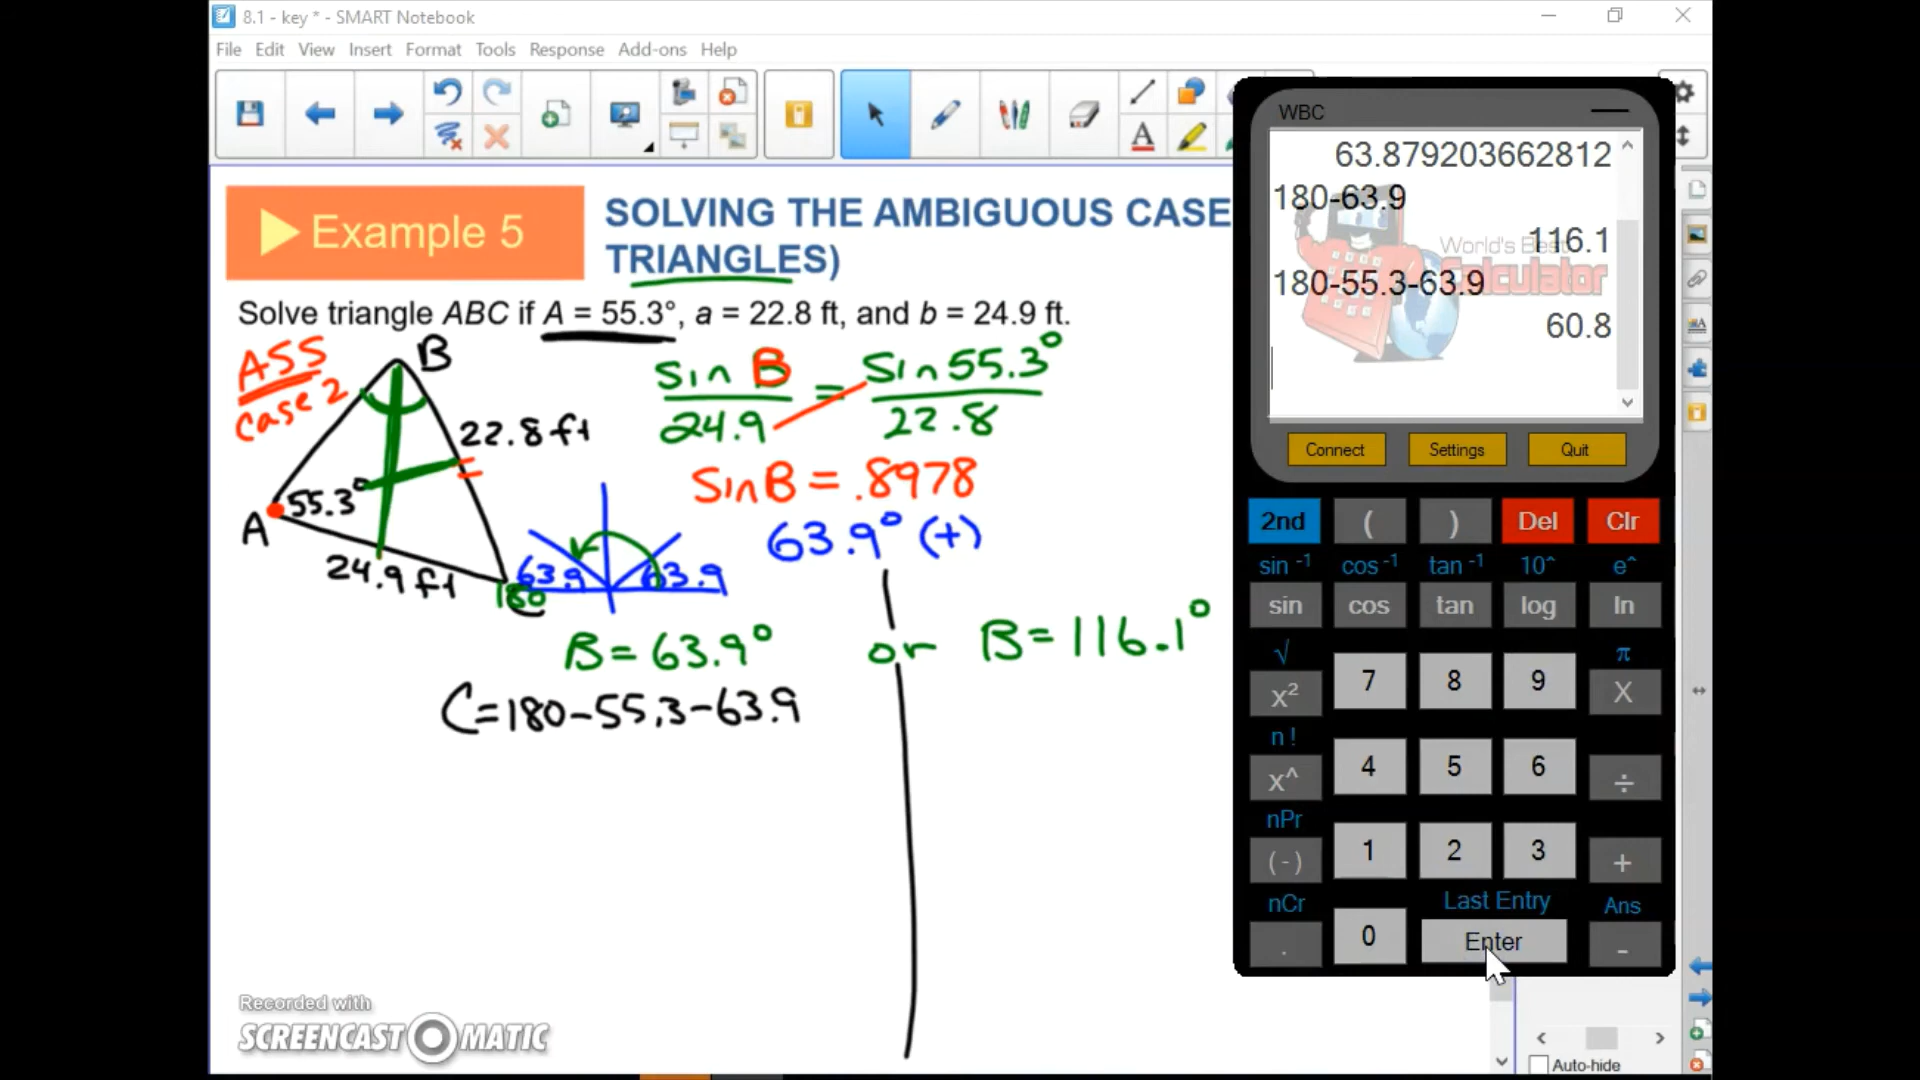 8.1 - key * - SMART Notebook
File Edit View Insert Format Tools Response Add-ons Help
▶ Example 5
SOLVING THE AMBIGUOUS CASE
TRIANGLES)
Solve triangle ABC if A = 55.3°, a = 22.8 ft, and b = 24.9 ft.
ASS
case 2
B
22.8 ft
55.3°
A
24.9 ft
C
sin B / 24.9 = sin 55.3° / 22.8
sin B = .8978
63.9° (+)
63.9 63.9
180
B = 63.9° or B = 116.1°
C = 180 - 55.3 - 63.9
WBC
63.879203662812
180-63.9
116.1
180-55.3-63.9
60.8
World's Best
Calculator
Connect Settings Quit
2nd ( ) Del Clr
sin -1 cos -1 tan -1 10^ e^
sin cos tan log ln
√ π
x² 7 8 9 X
n !
x^ 4 5 6 ÷
nPr
(-) 1 2 3 +
nCr Last Entry Ans
. 0 Enter -
Recorded with
SCREENCAST MATIC
Auto-hide